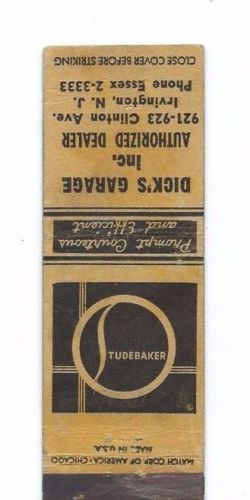 CLOSE COVER BEFORE STRIKING
Phone Essex 2-3333
Irvington, N. J.
921-923 Clinton Ave.
AUTHORIZED DEALER
Inc.
DICK'S GARAGE
Prompt Courteous
and Efficient
STUDEBAKER
®
MATCH CORP OF AMERICA · CHICAGO
MADE IN U.S.A.